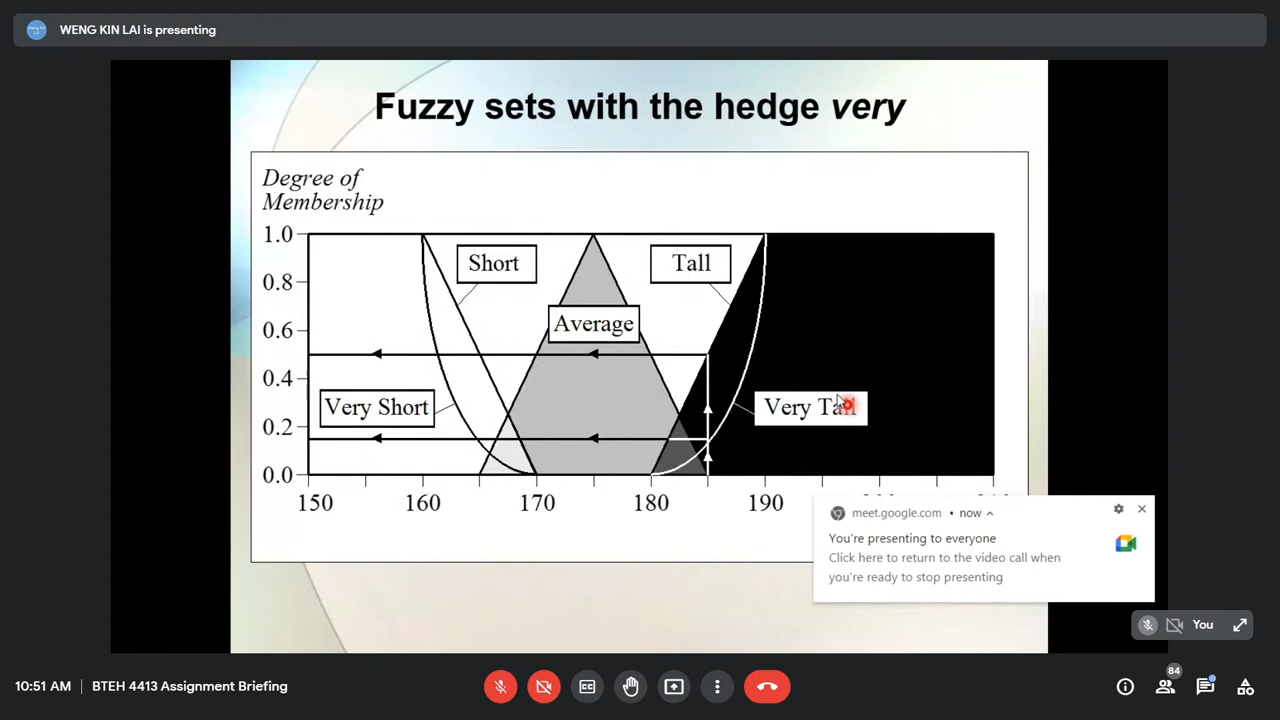 WENG KIN LAI is presenting
Fuzzy sets with the hedge very
Degree of
Membership
1.0
Short
Tall
0.8
0.6
Average
0.4
Very Short
Very Tall
0.2
0.0
150
160
170
180
190
meet.google.com • now
You're presenting to everyone
Click here to return to the video call when
you're ready to stop presenting
You
84
10:51 AM | BTEH 4413 Assignment Briefing